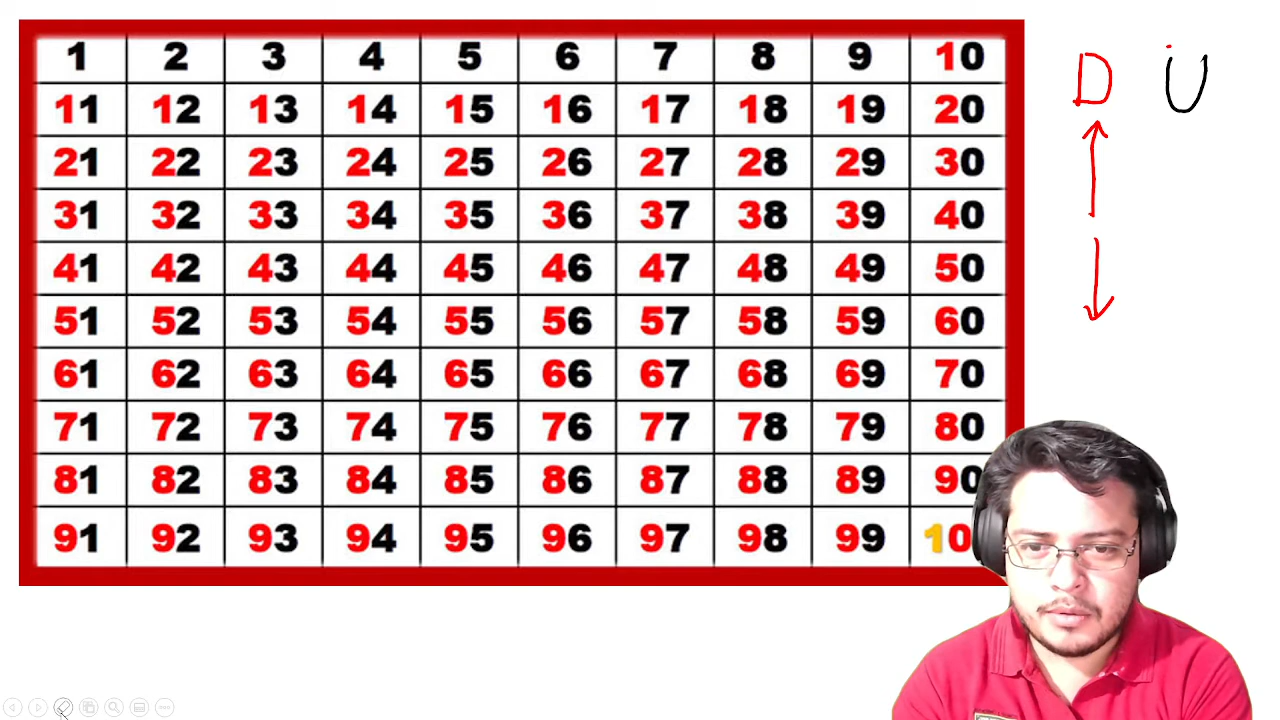 1 2 3 4 5 6 7 8 9 10 D U
11 12 13 14 15 16 17 18 19 20
21 22 23 24 25 26 27 28 29 30
31 32 33 34 35 36 37 38 39 40
41 42 43 44 45 46 47 48 49 50
51 52 53 54 55 56 57 58 59 60
61 62 63 64 65 66 67 68 69 70
71 72 73 74 75 76 77 78 79 80
81 82 83 84 85 86 87 88 89 90
91 92 93 94 95 96 97 98 99 10